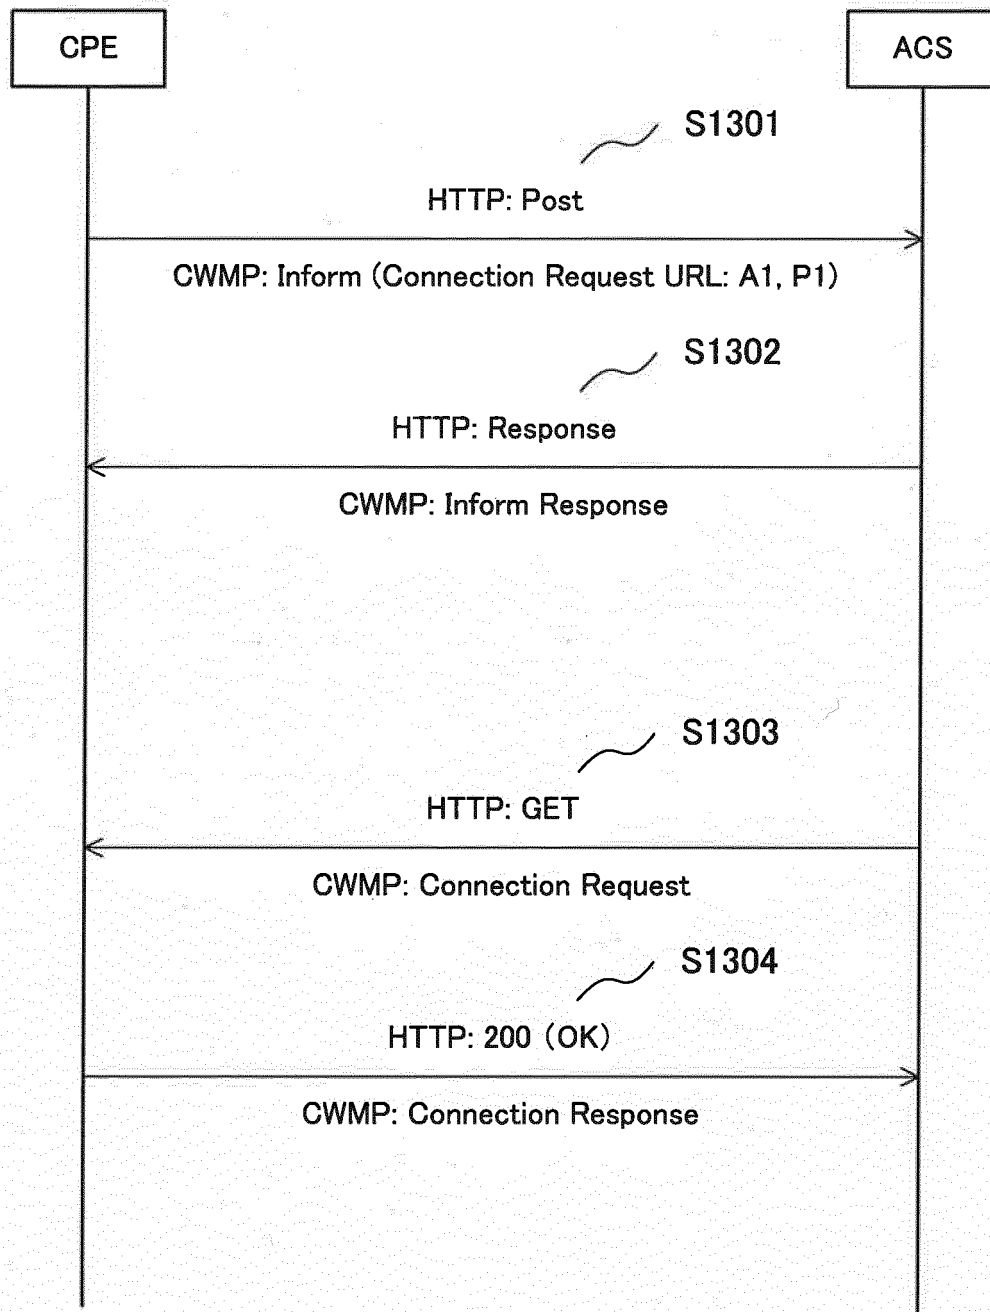 CPE
ACS
S1301
HTTP: Post
CWMP: Inform (Connection Request URL: A1, P1)
S1302
HTTP: Response
CWMP: Inform Response
S1303
HTTP: GET
CWMP: Connection Request
S1304
HTTP: 200 (OK)
CWMP: Connection Response